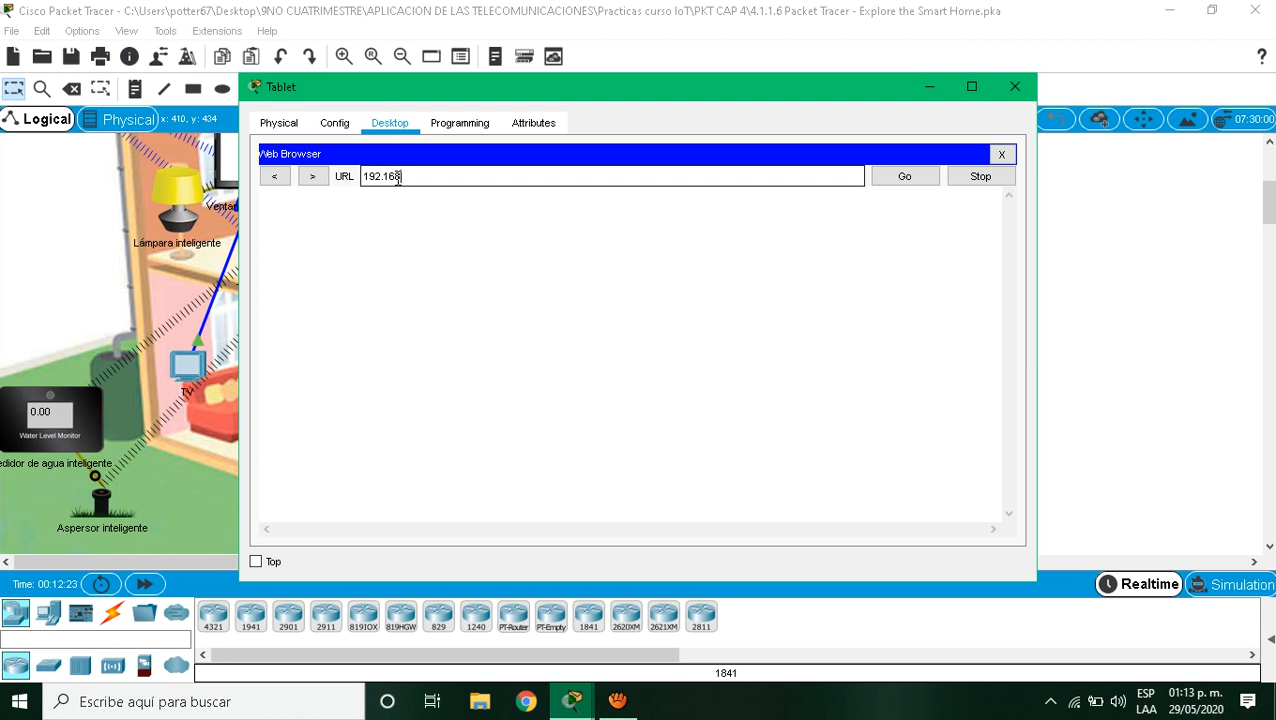 Cisco Packet Tracer - C:\Users\potter67\Desktop\9NO CUATRIMESTRE\APLICACION DE LAS TELECOMUNICACIONES\Practicas curso IoT\PKT CAP 4\4.1.1.6 Packet Tracer - Explore the Smart Home.pka
File Edit Options View Tools Extensions Help
Tablet
Logical Physical x: 410, y: 434 07:30:00
Physical Config Desktop Programming Attributes
Web Browser X
< > URL 192.168 Go Stop
Venta
Lámpara inteligente
TV
0.00
Water Level Monitor
edidor de agua inteligente
Aspersor inteligente
Top
Time: 00:12:23 Realtime Simulation
4321 1941 2901 2911 819IOX 819HGW 829 1240 PT-Router PT-Empty 1841 2620XM 2621XM 2811
1841
Escribe aquí para buscar
ESP 01:13 p. m.
LAA 29/05/2020